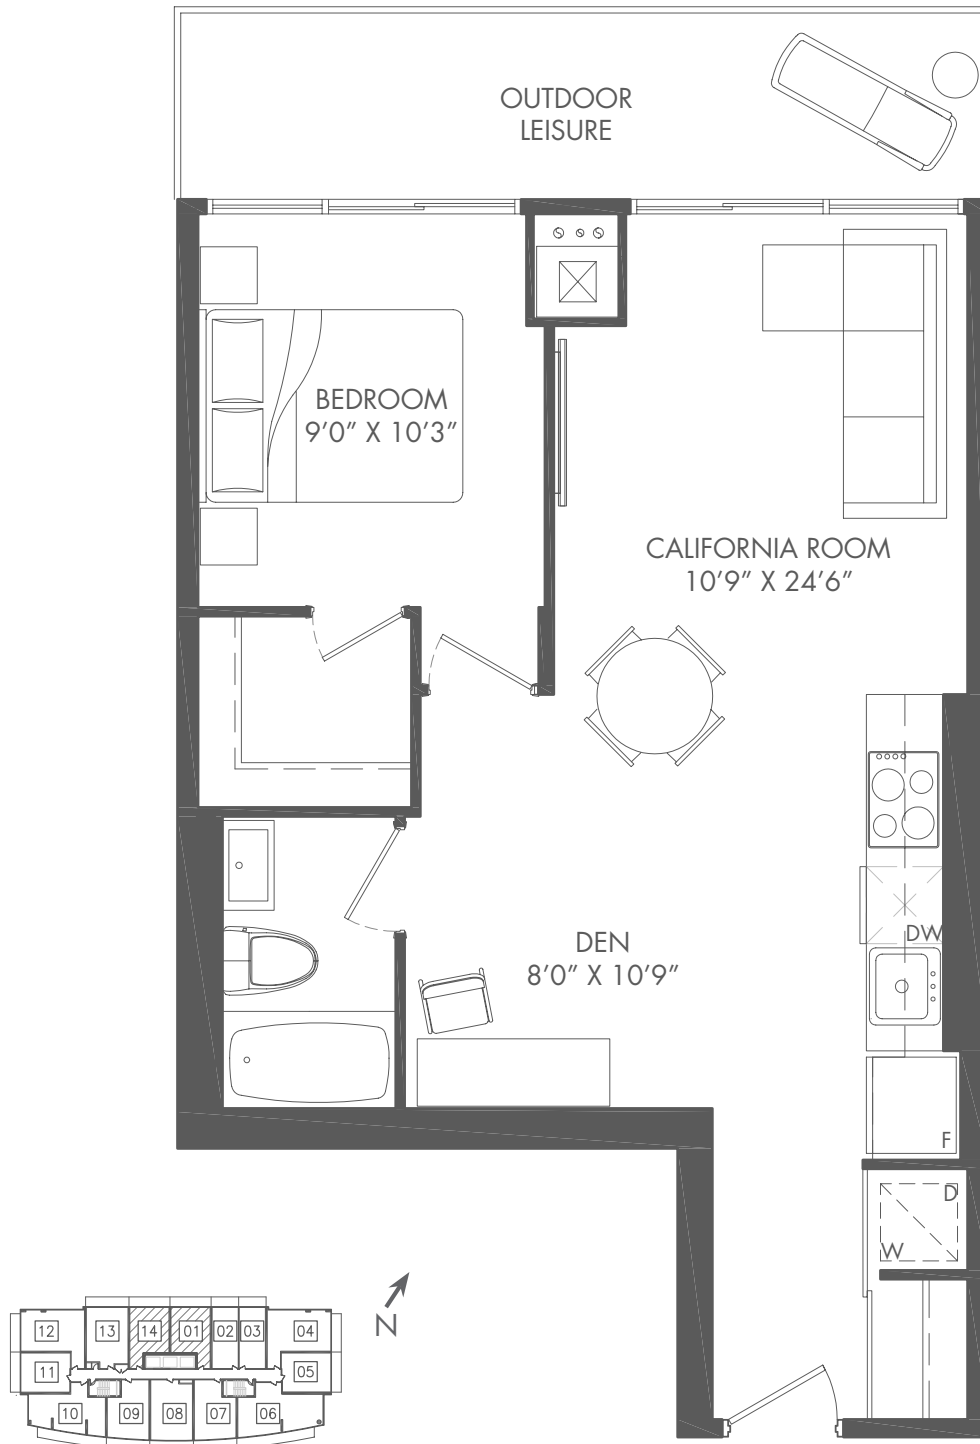 OUTDOOR
LEISURE
BEDROOM
9'0” X 10'3”
CALIFORNIA ROOM
10'9” X 24'6”
DW
DEN
8'0” X 10'9”
F
D
W
N
12
13
14
01
02
03
04
11
05
10
09
08
07
06